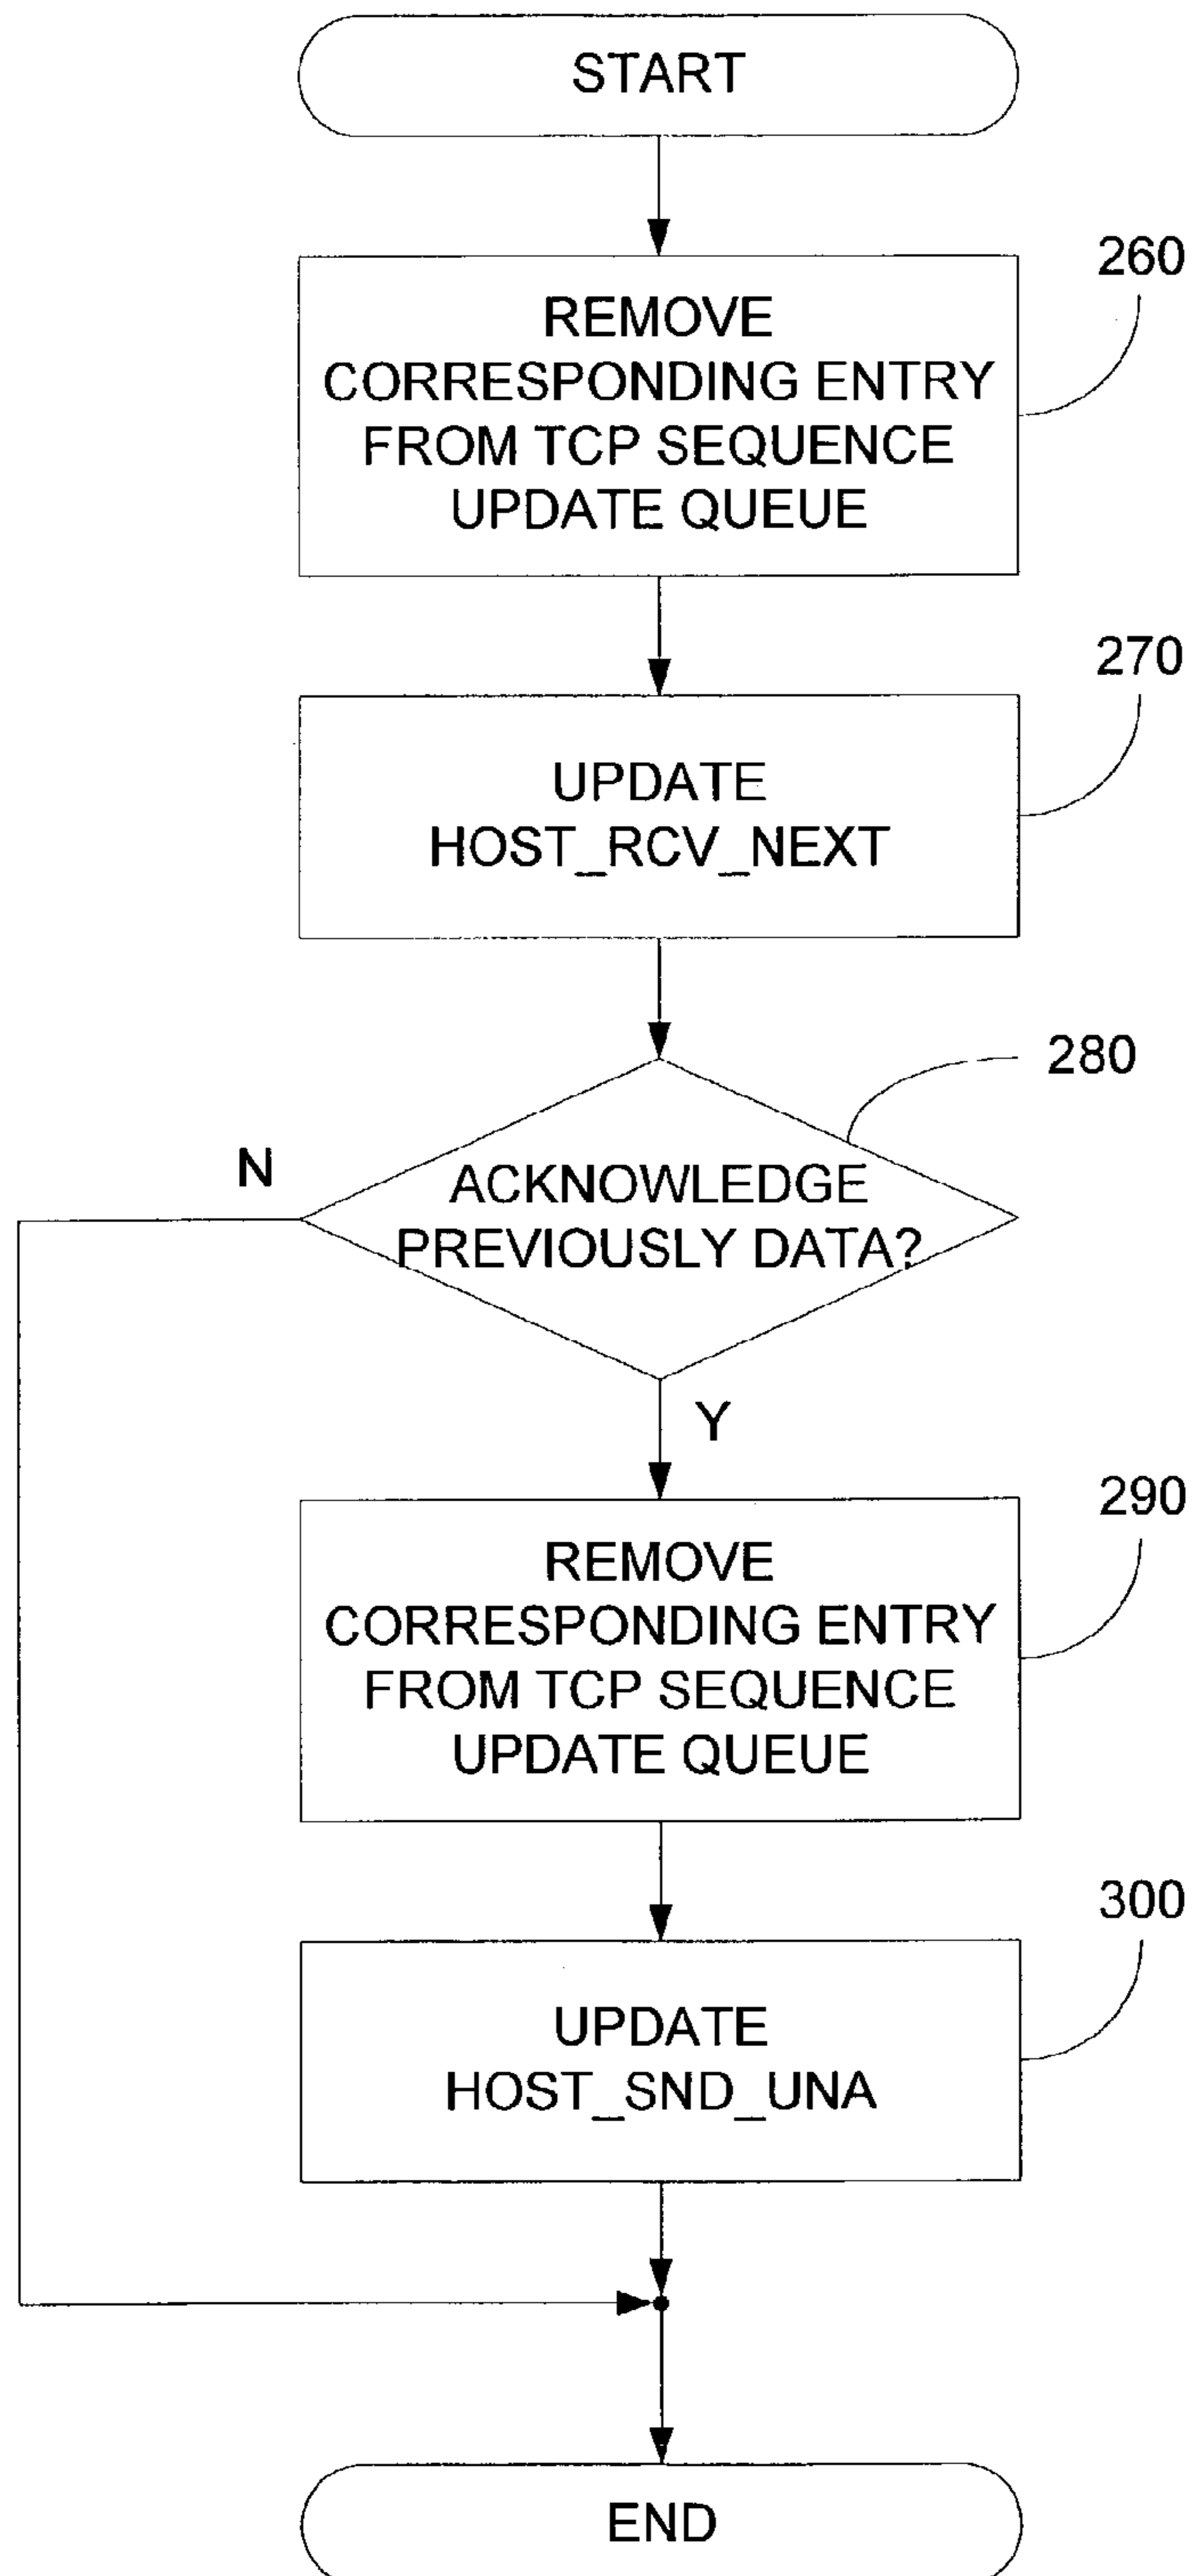 START
260
REMOVE
CORRESPONDING ENTRY
FROM TCP SEQUENCE
UPDATE QUEUE
270
UPDATE
HOST_RCV_NEXT
280
N
ACKNOWLEDGE
PREVIOUSLY DATA?
Y
290
REMOVE
CORRESPONDING ENTRY
FROM TCP SEQUENCE
UPDATE QUEUE
300
UPDATE
HOST_SND_UNA
END